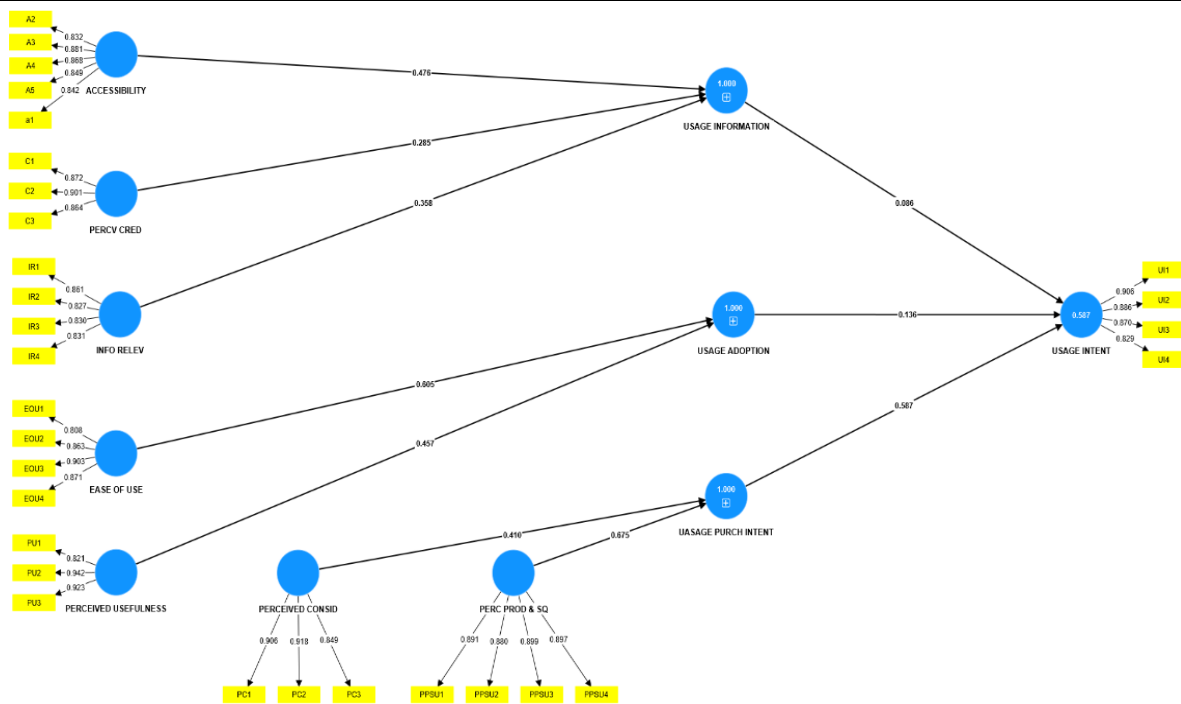 A2
0.832
A3
0.881
A4
0.868
A5
0.849
0.842
a1
ACCESSIBILITY
C1
0.872
C2
0.901
C3
0.864
PERCV CRED
IR1
0.861
IR2
0.827
IR3
0.830
IR4
0.831
INFO RELEV
EOU1
0.808
EOU2
0.863
EOU3
0.903
EOU4
0.871
EASE OF USE
PU1
0.821
PU2
0.942
PU3
0.923
PERCEIVED USEFULNESS
PERCEIVED CONSID
0.906
0.918
0.849
PC1
PC2
PC3
PERC PROD & SQ
0.891
0.880
0.899
0.897
PPSU1
PPSU2
PPSU3
PPSU4
0.476
0.285
0.358
0.605
0.457
0.410
0.675
1.000
USAGE INFORMATION
1.000
USAGE ADOPTION
1.000
UASAGE PURCH INTENT
0.086
0.136
0.587
0.587
USAGE INTENT
UI1
0.906
UI2
0.886
UI3
0.870
UI4
0.829